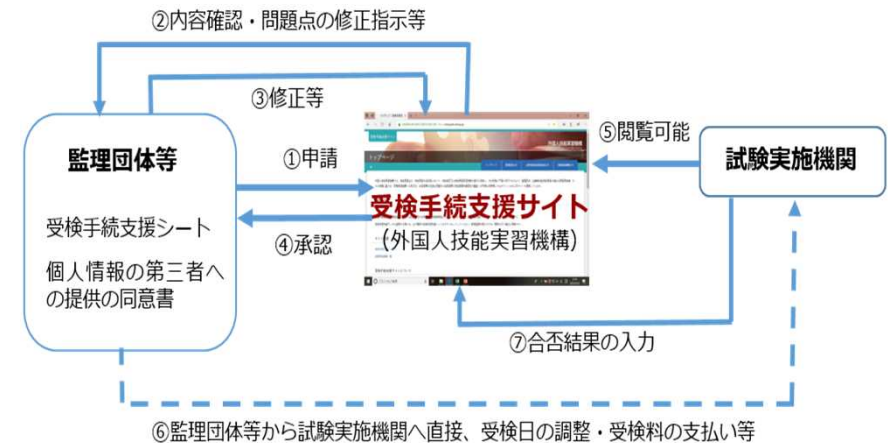 ②内容確認・問題点の修正指示等
③修正等
監理団体等
受検手続支援シート
個人情報の第三者へ
の提供の同意書
①申請
④承認
トップページ
受検手続支援サイト
（外国人技能実習機構）
⑤閲覧可能
試験実施機関
⑦合否結果の入力
⑥監理団体等から試験実施機関へ直接、受検日の調整・受検料の支払い等